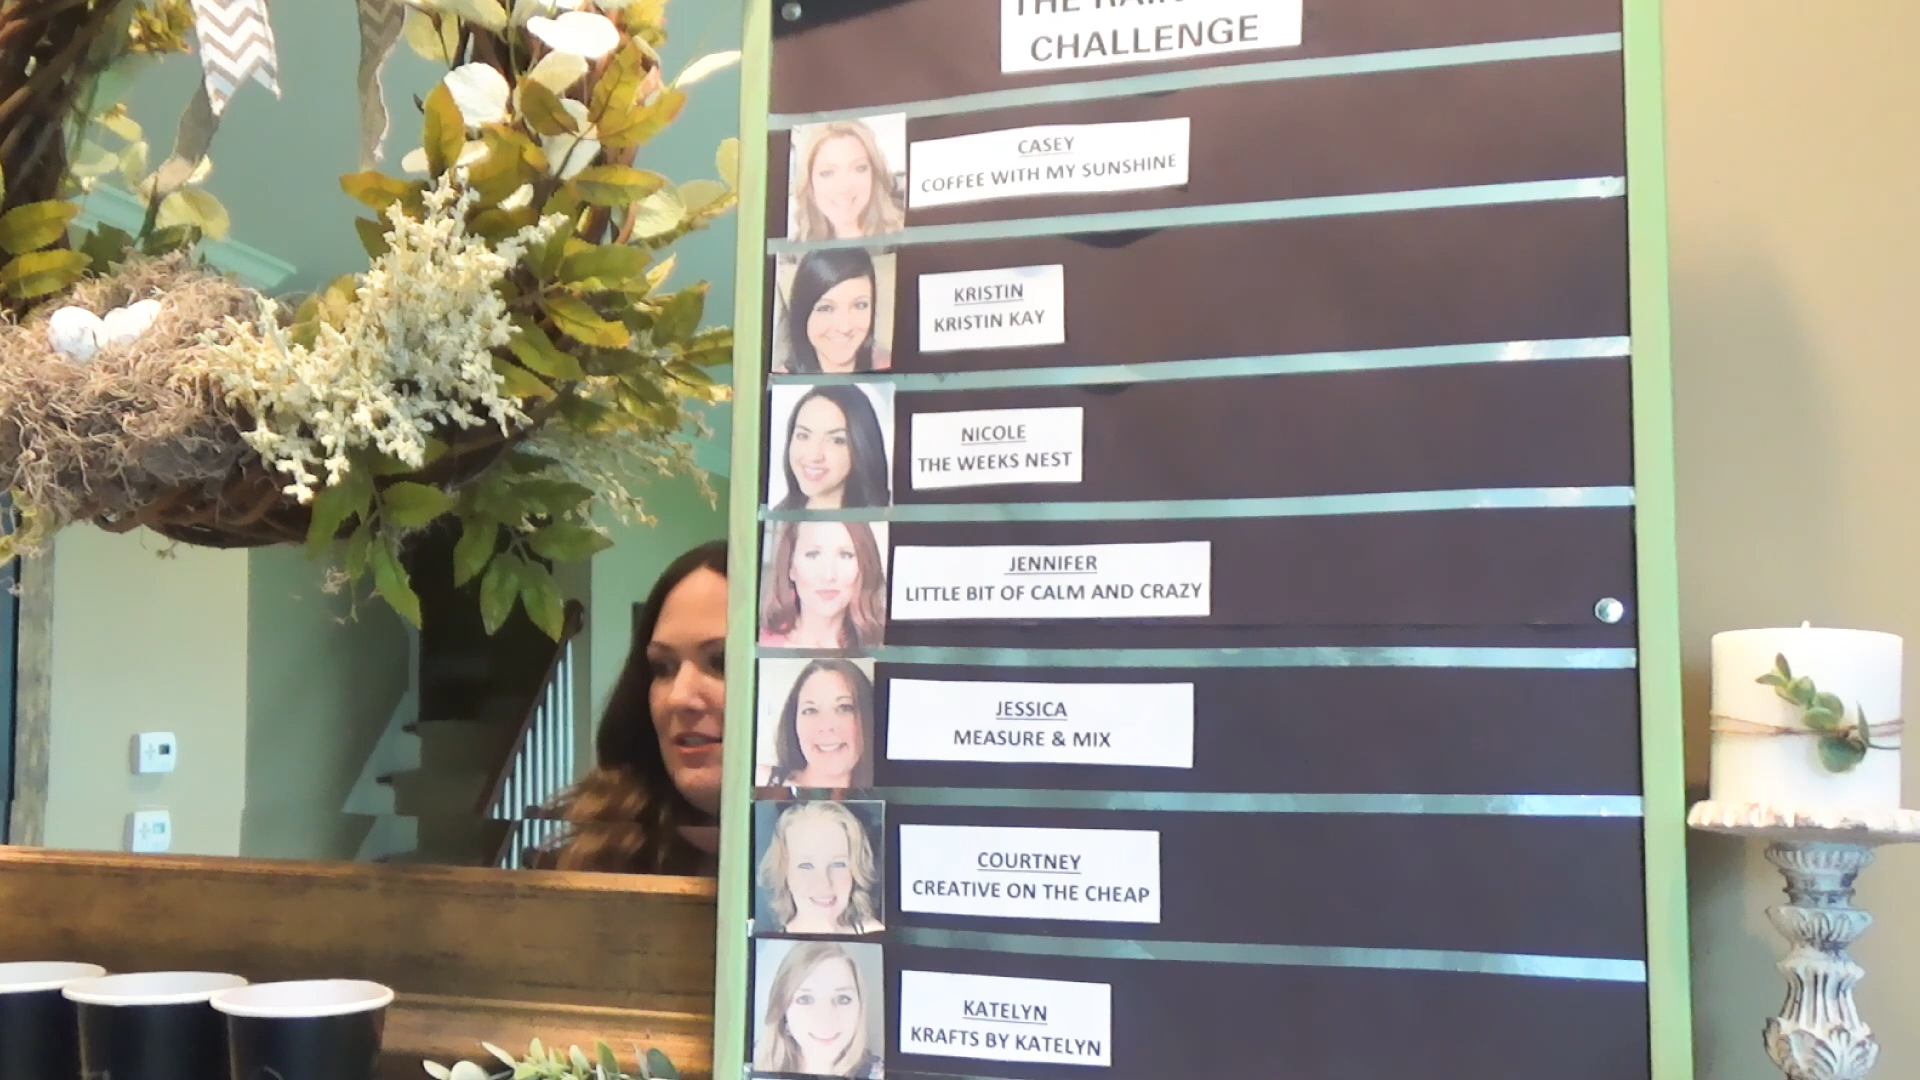 THE
CHALLENGE
CASEY
COFFEE WITH MY SUNSHINE
KRISTIN
KRISTIN KAY
NICOLE
THE WEEKS NEST
JENNIFER
LITTLE BIT OF CALM AND CRAZY
JESSICA
MEASURE & MIX
COURTNEY
CREATIVE ON THE CHEAP
KATELYN
KRAFTS BY KATELYN